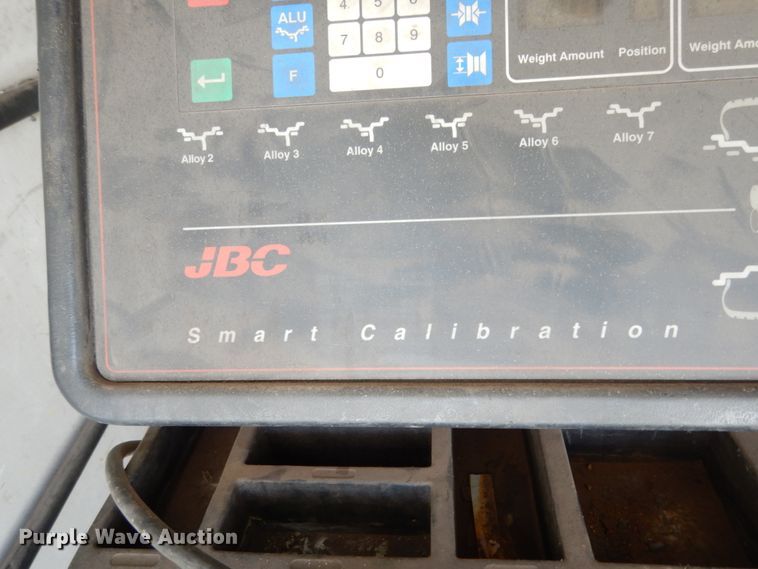 ALU
4 5 6
7 8 9
F
0
Weight Amount Position
Weight Amo
Alloy 2 Alloy 3 Alloy 4 Alloy 5 Alloy 6 Alloy 7
JBC
Smart Calibration
Purple Wave Auction